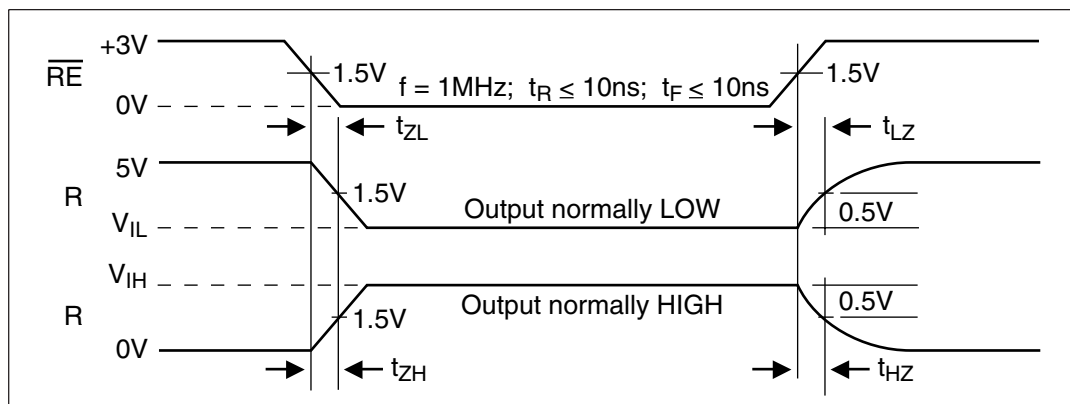 +3V
RE
1.5V
f = 1MHz; tR ≤ 10ns; tF ≤ 10ns
1.5V
0V
tZL
tLZ
5V
R
1.5V
Output normally LOW
0.5V
VIL
VIH
R
1.5V
Output normally HIGH
0.5V
0V
tZH
tHZ